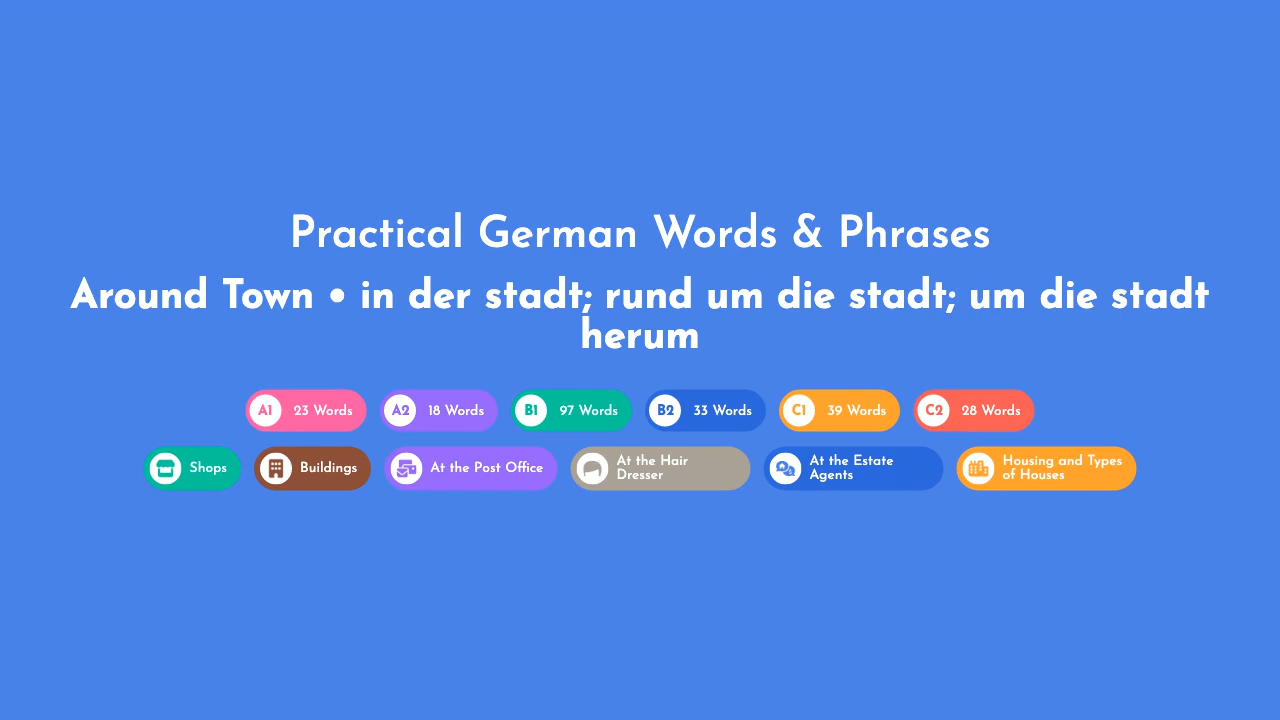 Practical German Words & Phrases
Around Town • in der stadt; rund um die stadt; um die stadt
herum
A1 23 Words A2 18 Words B1 97 Words B2 33 Words C1 39 Words C2 28 Words
Shops Buildings At the Post Office At the Hair Dresser At the Estate Agents Housing and Types of Houses